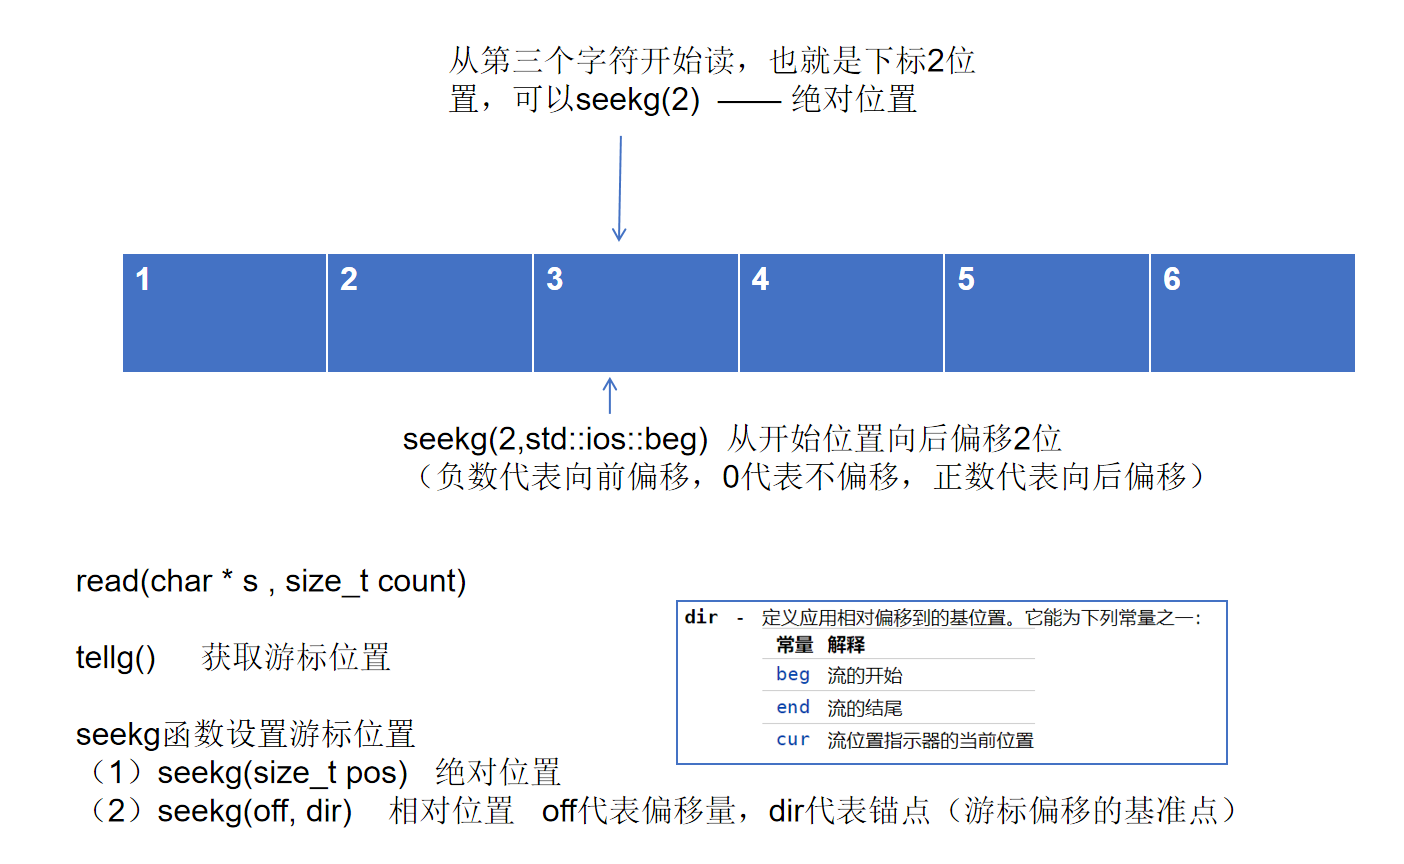 从第三个字符开始读，也就是下标2位
置，可以seekg(2) —— 绝对位置
1 2 3 4 5 6
seekg(2,std::ios::beg) 从开始位置向后偏移2位
（负数代表向前偏移，0代表不偏移，正数代表向后偏移）
read(char * s , size_t count)
tellg() 获取游标位置
seekg函数设置游标位置
（1）seekg(size_t pos) 绝对位置
（2）seekg(off, dir) 相对位置 off代表偏移量，dir代表锚点（游标偏移的基准点）
dir - 定义应用相对偏移到的基位置。它能为下列常量之一：
常量 解释
beg 流的开始
end 流的结尾
cur 流位置指示器的当前位置